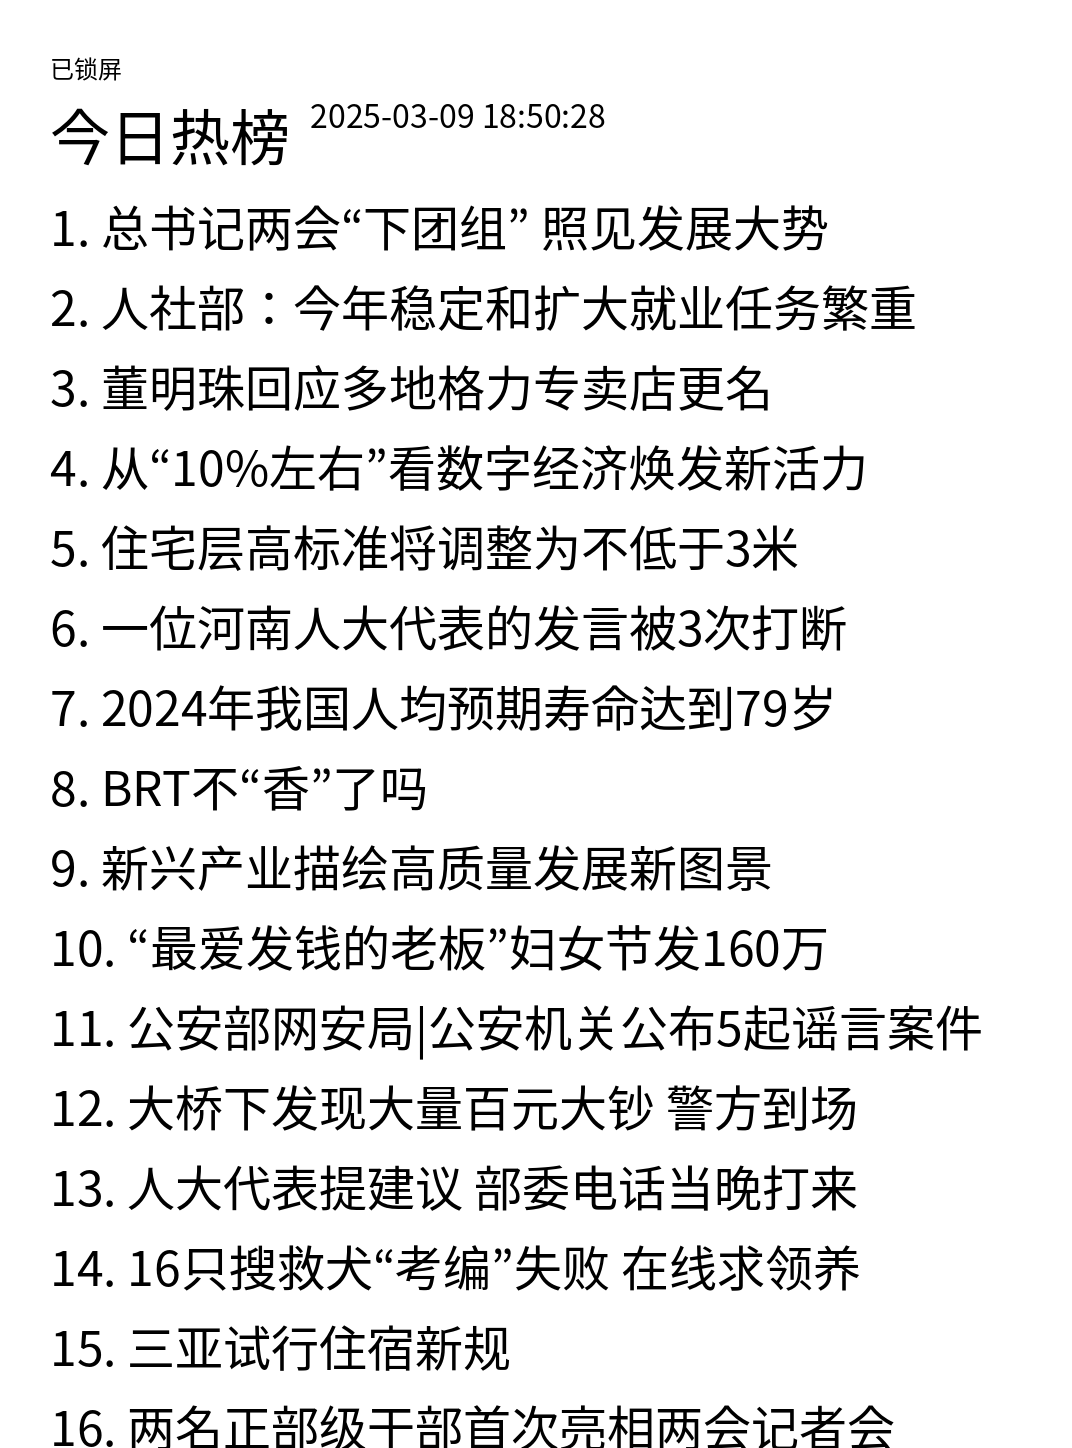 已锁屏
今日热榜 2025-03-09 18:50:28
1. 总书记两会“下团组” 照见发展大势
2. 人社部：今年稳定和扩大就业任务繁重
3. 董明珠回应多地格力专卖店更名
4. 从“10%左右”看数字经济焕发新活力
5. 住宅层高标准将调整为不低于3米
6. 一位河南人大代表的发言被3次打断
7. 2024年我国人均预期寿命达到79岁
8. BRT不“香”了吗
9. 新兴产业描绘高质量发展新图景
10. “最爱发钱的老板”妇女节发160万
11. 公安部网安局|公安机关公布5起谣言案件
12. 大桥下发现大量百元大钞 警方到场
13. 人大代表提建议 部委电话当晚打来
14. 16只搜救犬“考编”失败 在线求领养
15. 三亚试行住宿新规
16. 两名正部级干部首次亮相两会记者会